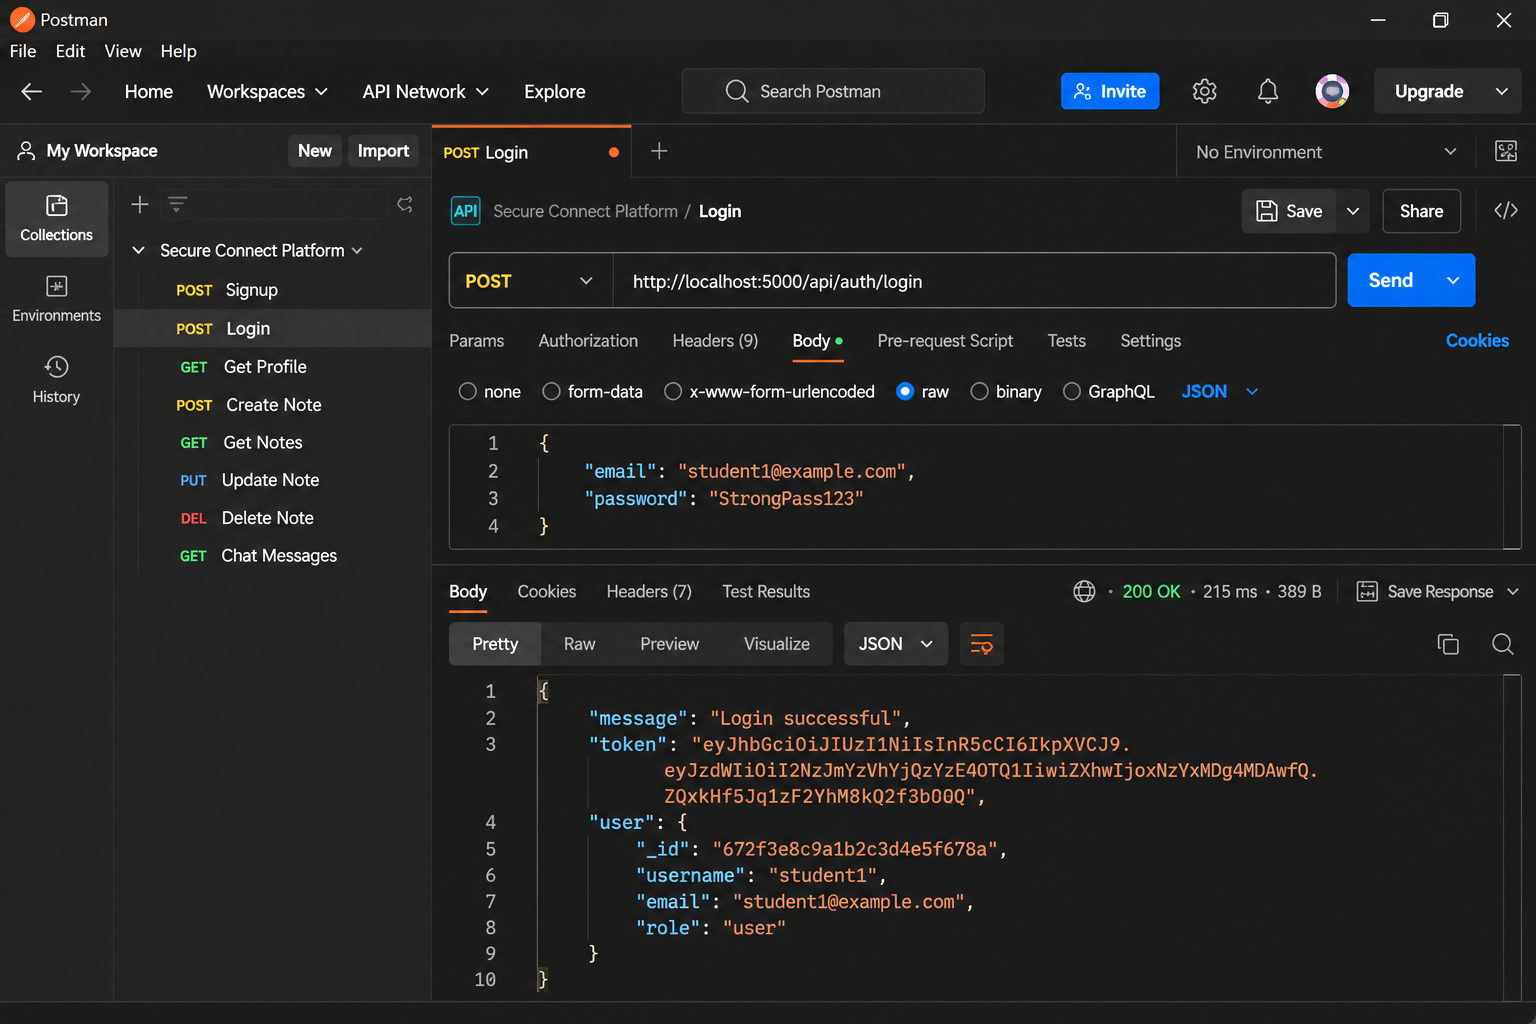 Postman
File Edit View Help
Home Workspaces API Network Explore Search Postman Invite Upgrade
My Workspace New Import
POST Login
No Environment
Collections
Environments
History
Secure Connect Platform
POST Signup
POST Login
GET Get Profile
POST Create Note
GET Get Notes
PUT Update Note
DEL Delete Note
GET Chat Messages
API Secure Connect Platform / Login
Save Share </>
POST http://localhost:5000/api/auth/login Send
Params Authorization Headers (9) Body Pre-request Script Tests Settings Cookies
none form-data x-www-form-urlencoded raw binary GraphQL JSON
1 {
2 "email": "student1@example.com",
3 "password": "StrongPass123"
4 }
Body Cookies Headers (7) Test Results 200 OK • 215 ms • 389 B Save Response
Pretty Raw Preview Visualize JSON
1 {
2 "message": "Login successful",
3 "token": "eyJhbGciOiJIUzI1NiIsInR5cCI6IkpXVCJ9.
eyJzdWIiOiI2NzJmYzVhYjQzYzE4OTQ1IiwiZXhwIjoxNzYxMDg4MDAwfQ.
ZQxkHf5Jq1zF2YhM8kQ2f3b0QQ",
4 "user": {
5 "_id": "672f3e8c9a1b2c3d4e5f678a",
6 "username": "student1",
7 "email": "student1@example.com",
8 "role": "user"
9 }
10 }